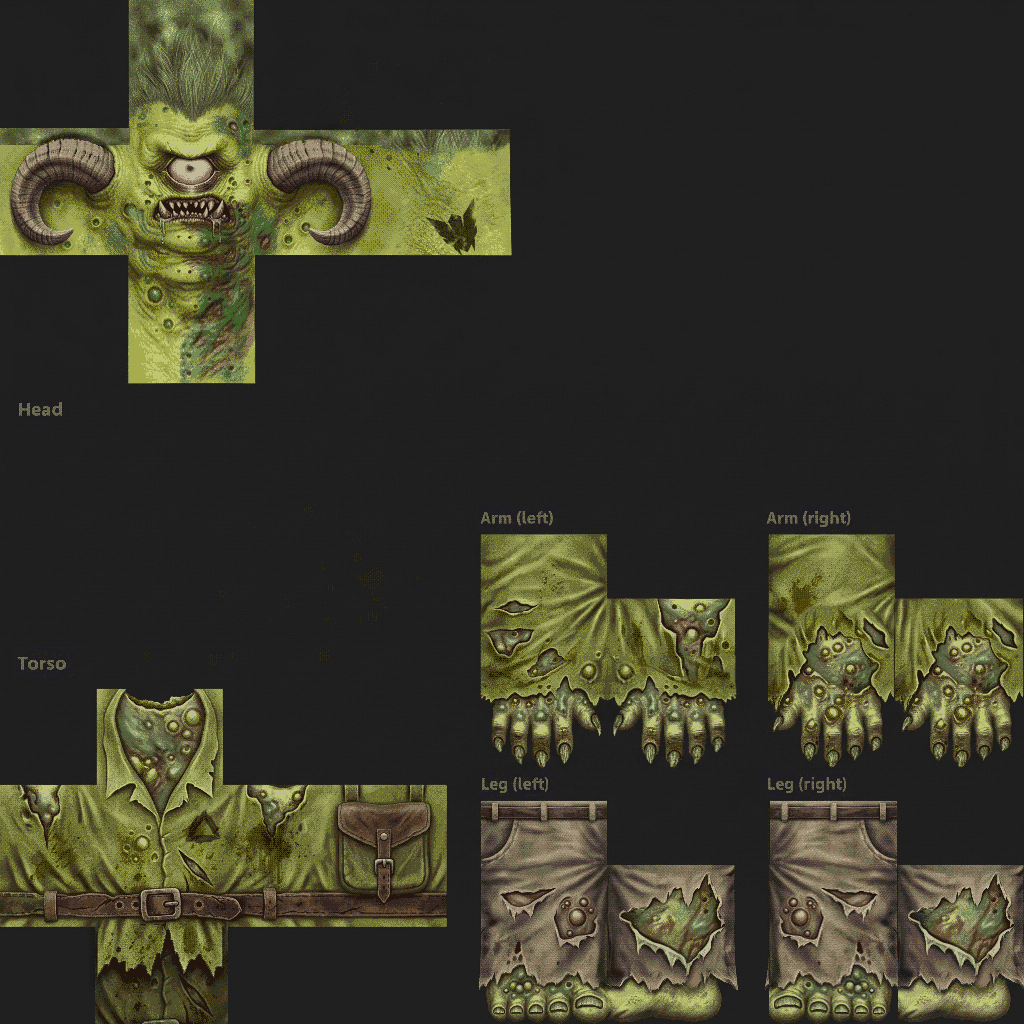 Head
Arm (left)
Arm (right)
Torso
Leg (left)
Leg (right)